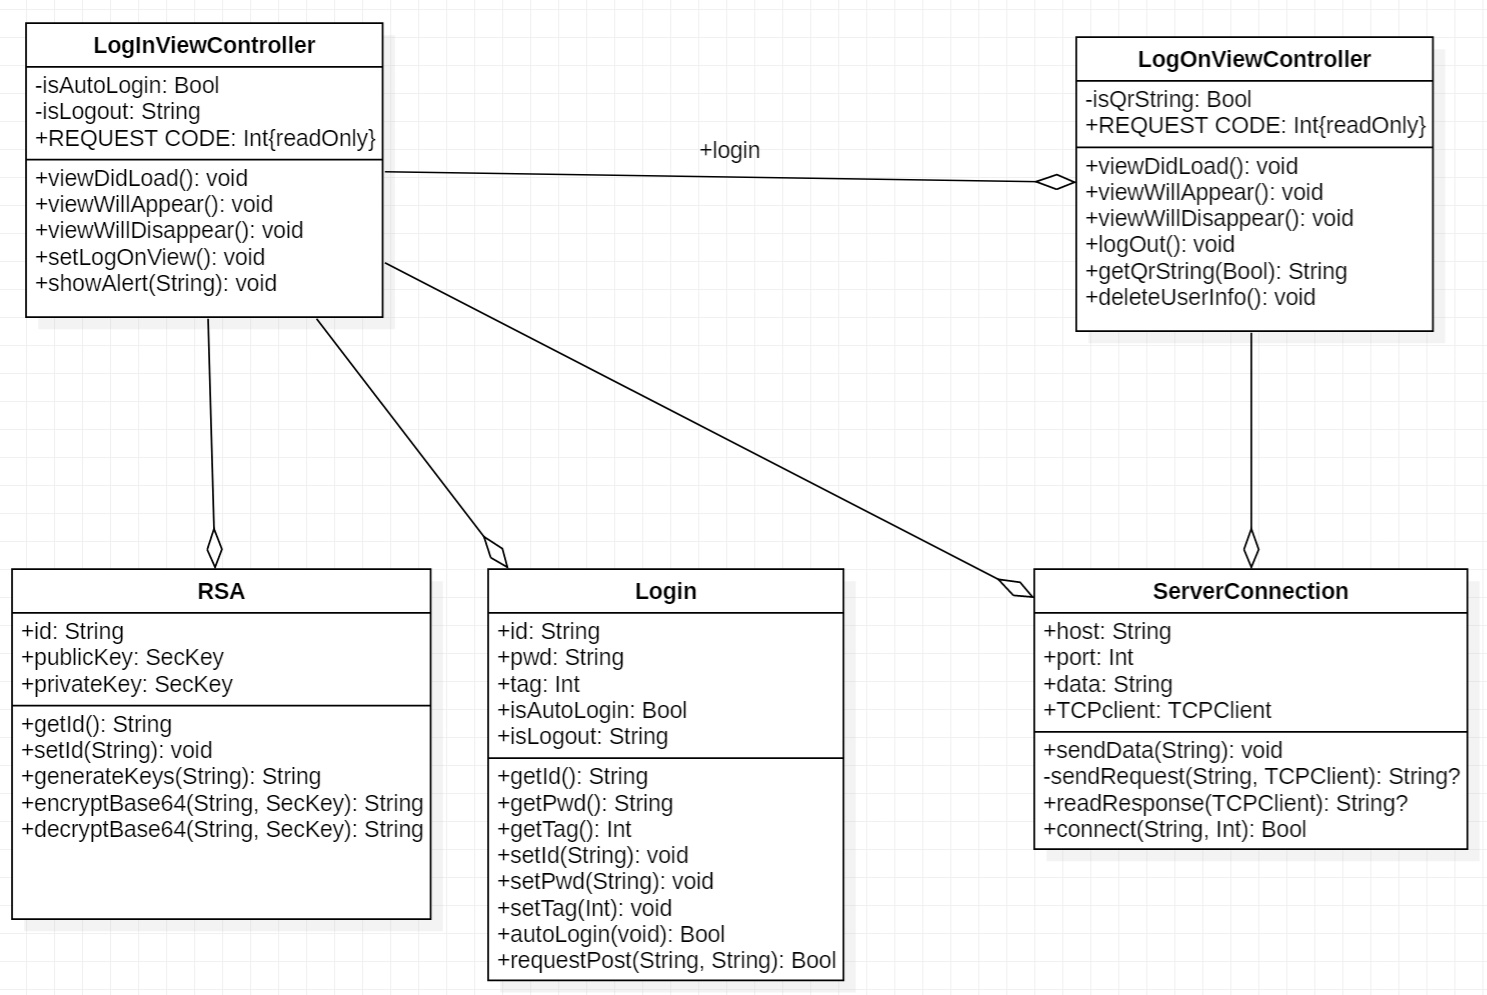 LogInViewController
-isAutoLogin: Bool
-isLogout: String
+REQUEST CODE: Int{readOnly}
+viewDidLoad(): void
+viewWillAppear(): void
+viewWillDisappear(): void
+setLogOnView(): void
+showAlert(String): void
+login
LogOnViewController
-isQrString: Bool
+REQUEST CODE: Int{readOnly}
+viewDidLoad(): void
+viewWillAppear(): void
+viewWillDisappear(): void
+logOut(): void
+getQrString(Bool): String
+deleteUserInfo(): void
RSA
+id: String
+publicKey: SecKey
+privateKey: SecKey
+getId(): String
+setId(String): void
+generateKeys(String): String
+encryptBase64(String, SecKey): String
+decryptBase64(String, SecKey): String
Login
+id: String
+pwd: String
+tag: Int
+isAutoLogin: Bool
+isLogout: String
+getId(): String
+getPwd(): String
+getTag(): Int
+setId(String): void
+setPwd(String): void
+setTag(Int): void
+autoLogin(void): Bool
+requestPost(String, String): Bool
ServerConnection
+host: String
+port: Int
+data: String
+TCPclient: TCPClient
+sendData(String): void
-sendRequest(String, TCPClient): String?
+readResponse(TCPClient): String?
+connect(String, Int): Bool